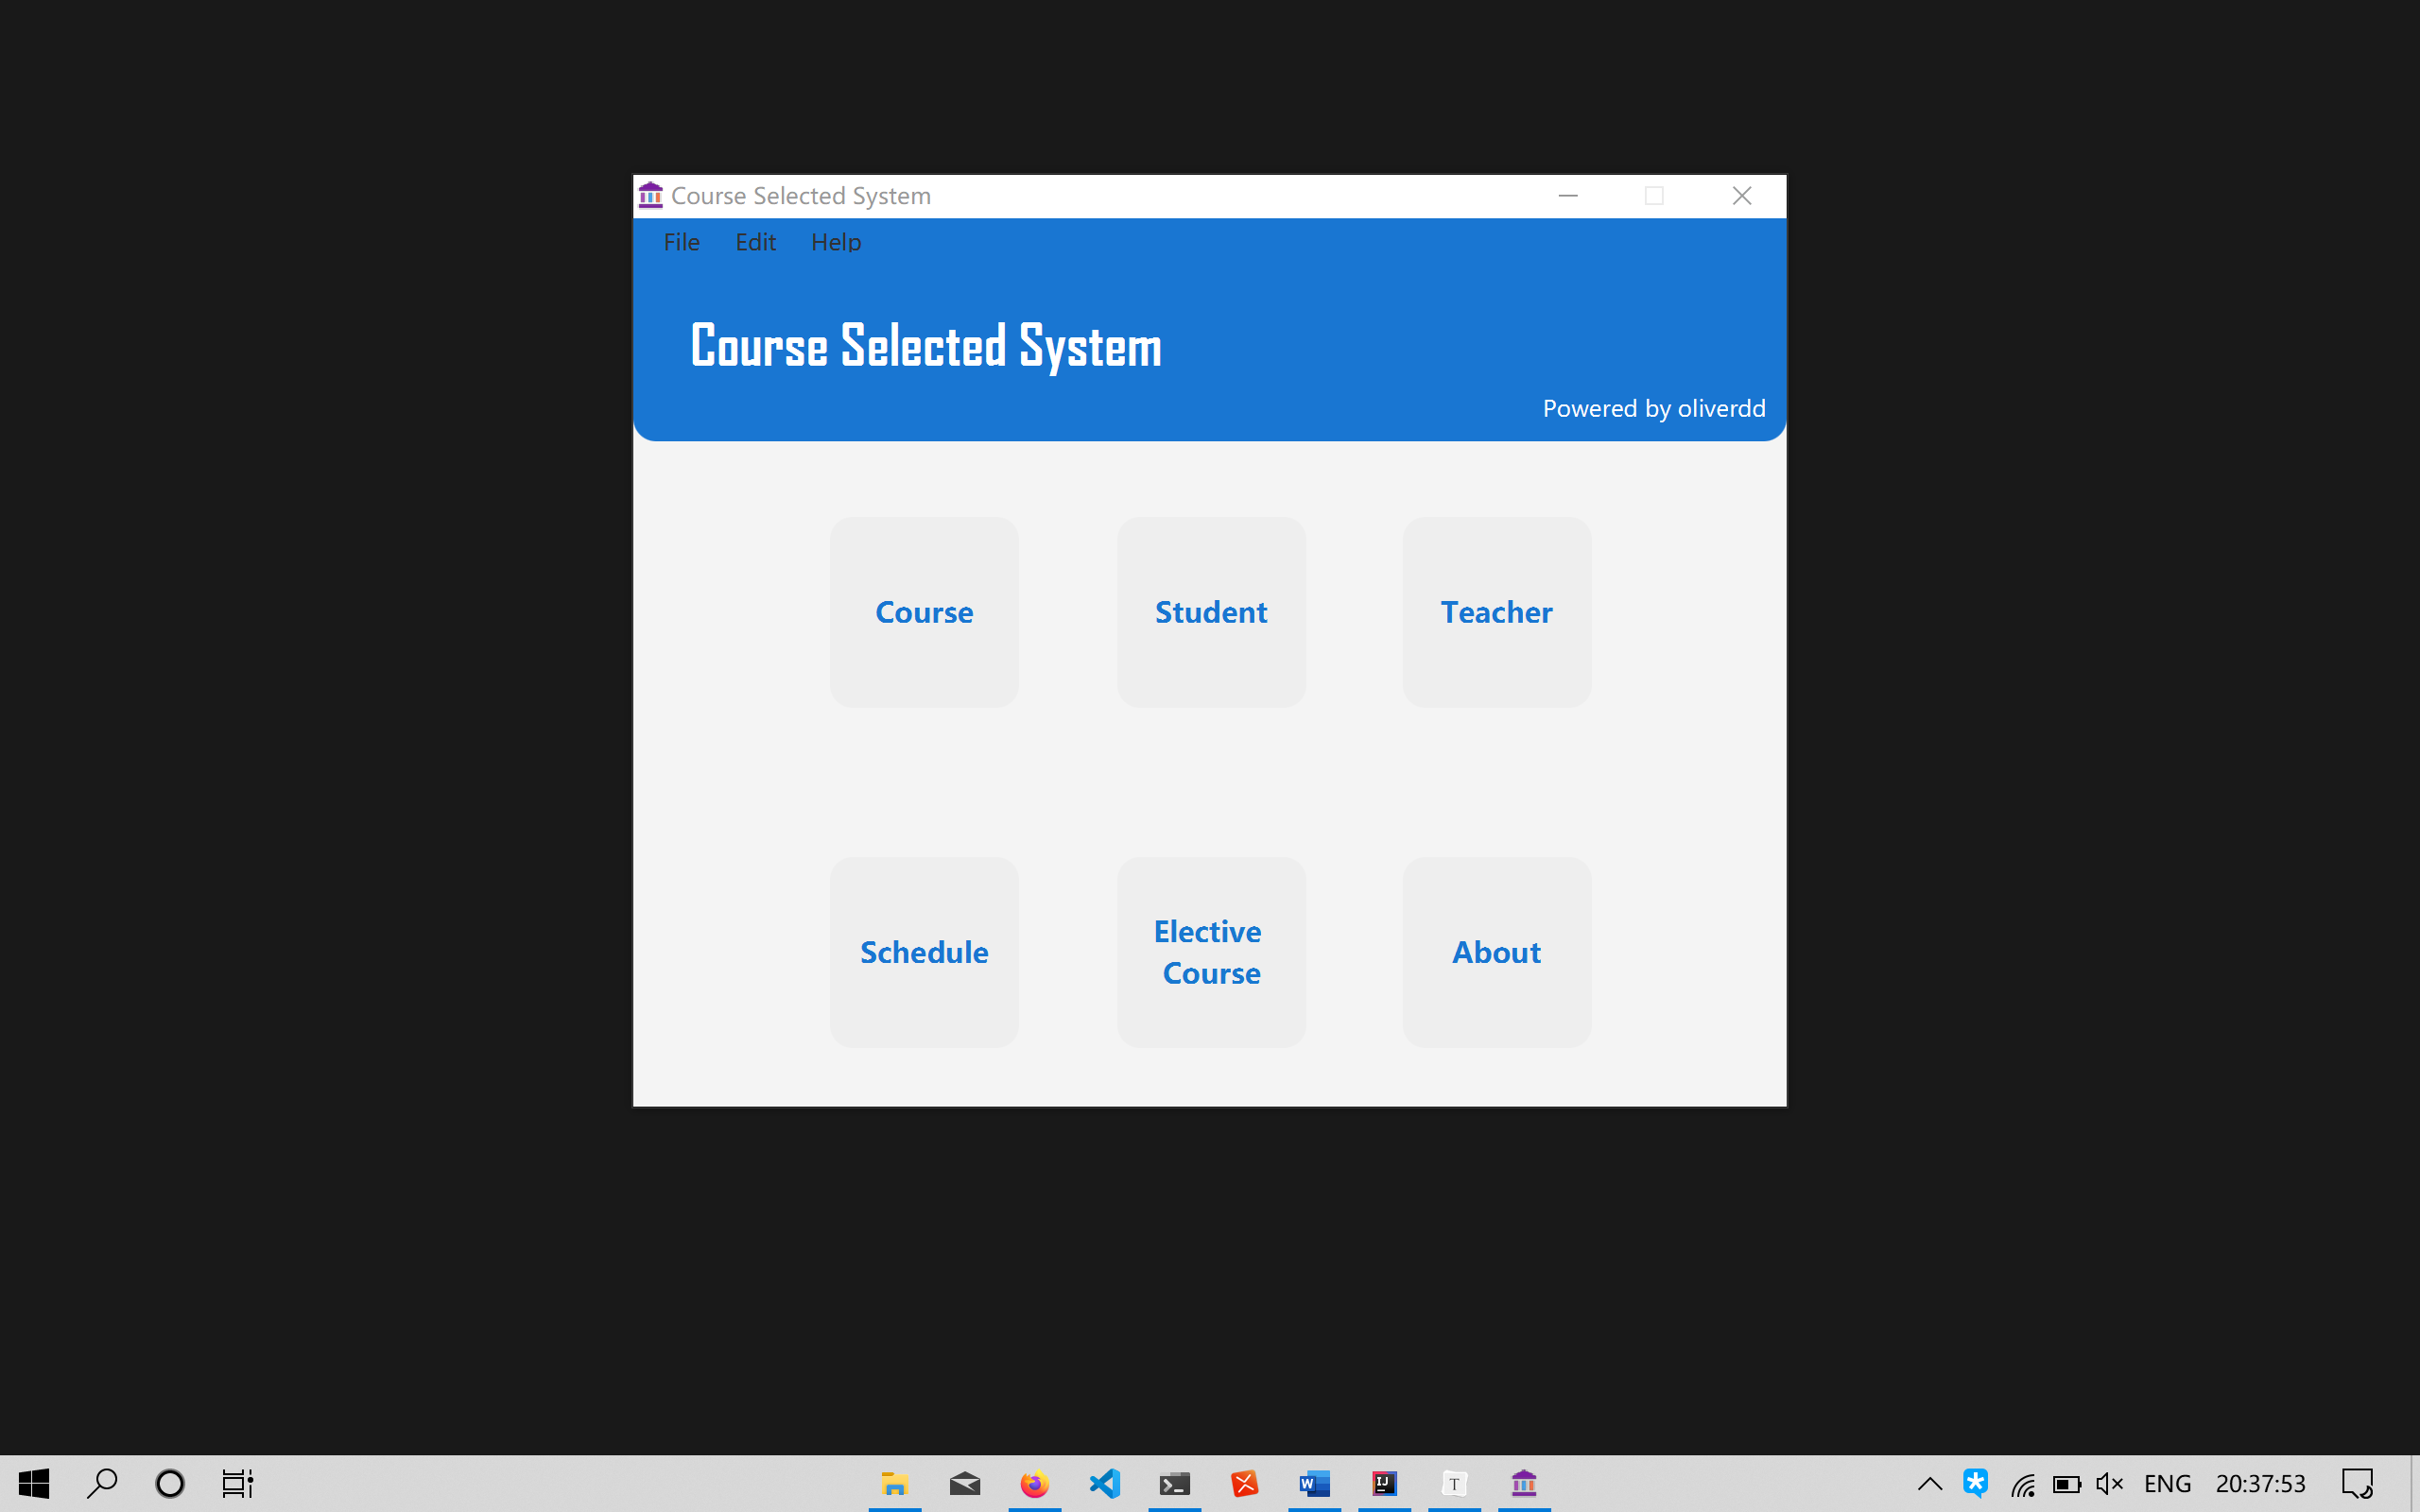 Course Selected System
File Edit Help
Course Selected System
Powered by oliverdd
Course Student Teacher
Schedule Elective Course About
ENG 20:37:53